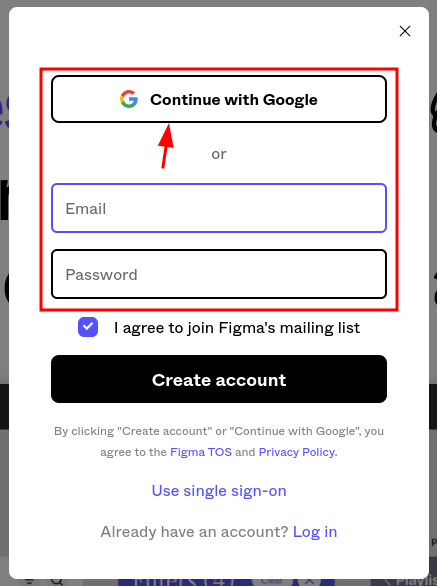 Continue with Google
or
Email
Password
I agree to join Figma's mailing list
Create account
By clicking "Create account" or "Continue with Google", you
agree to the Figma TOS and Privacy Policy.
Use single sign-on
Already have an account? Log in
Clear